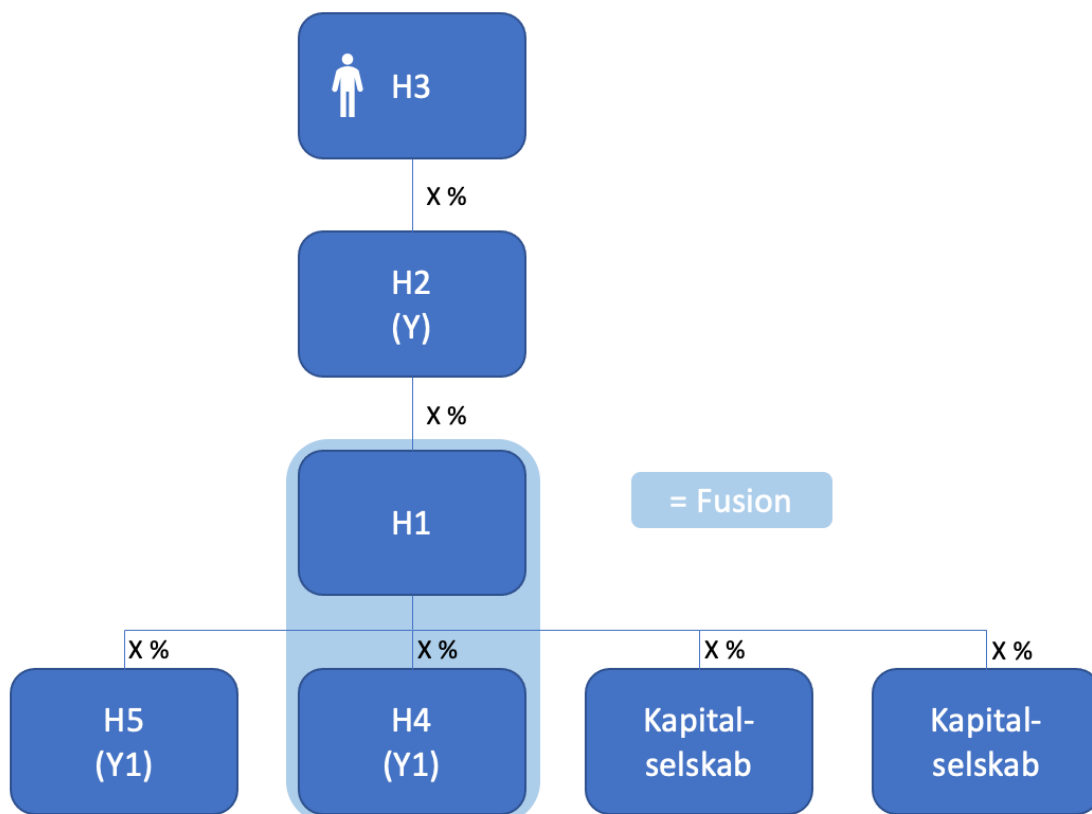 H3
X %
H2
(Y)
X %
H1
= Fusion
X %
X %
X %
X %
H5
(Y1)
H4
(Y1)
Kapital-
selskab
Kapital-
selskab